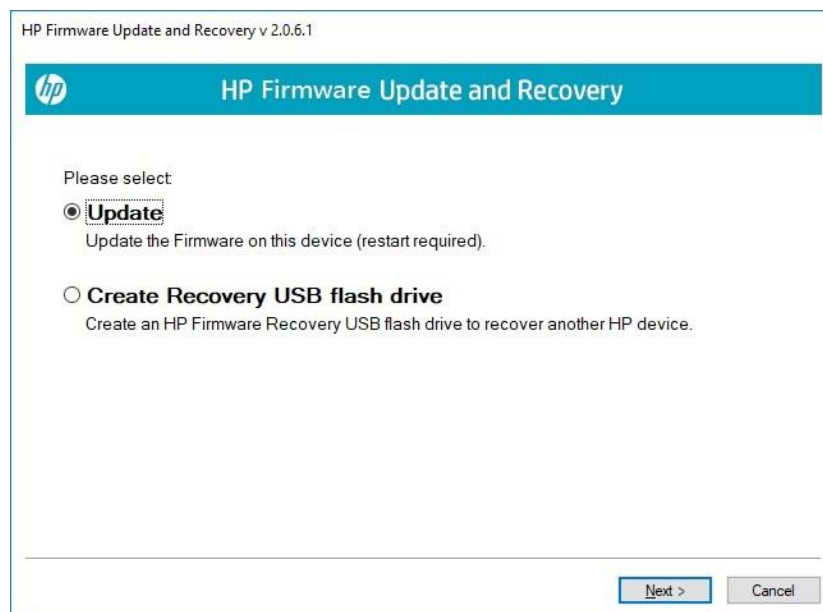 HP Firmware Update and Recovery v 2.0.6.1
hp
HP Firmware Update and Recovery
Please select:
Update
Update the Firmware on this device (restart required).
Create Recovery USB flash drive
Create an HP Firmware Recovery USB flash drive to recover another HP device.
Next >
Cancel